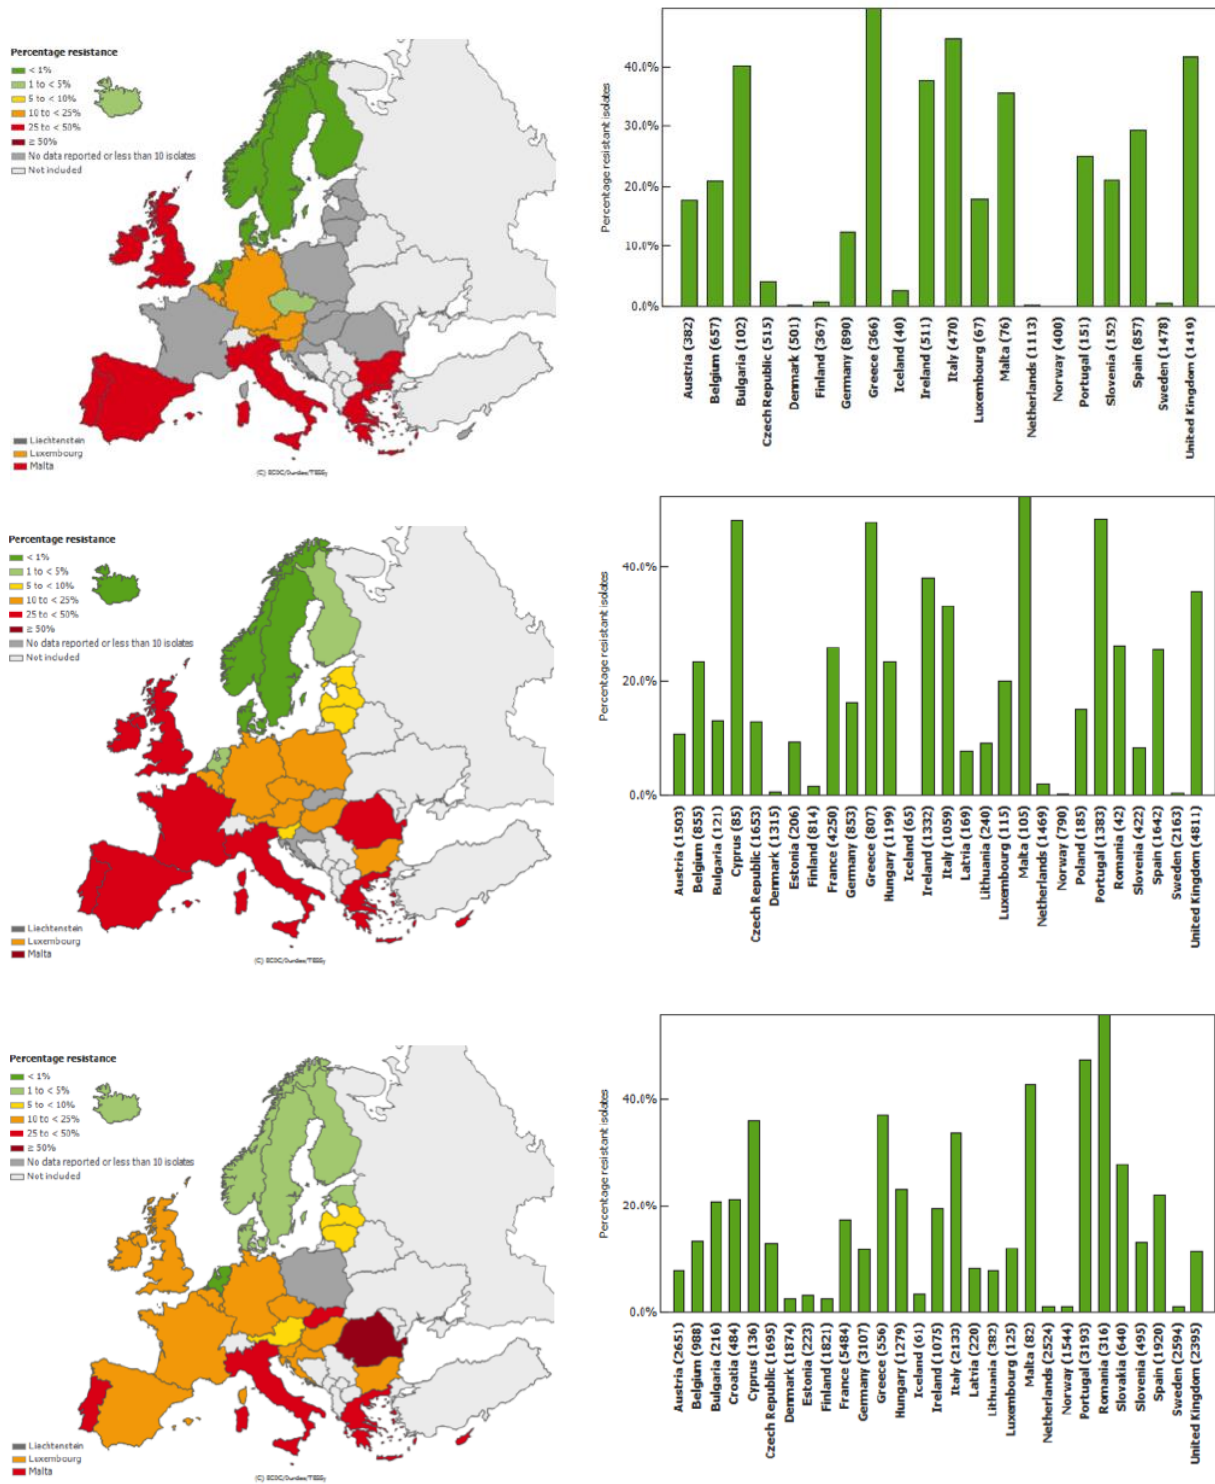 Percentage resistance
< 1%
1 to < 5%
5 to < 10%
10 to < 25%
25 to < 50%
≥ 50%
No data reported or less than 10 isolates
Not included
Liechtenstein
Luxembourg
Malta
(C) ECDC/Dundee/TESSy
Percentage resistant isolates
40.0%
30.0%
20.0%
10.0%
0.0%
Austria (382)
Belgium (657)
Bulgaria (102)
Czech Republic (515)
Denmark (501)
Finland (367)
Germany (890)
Greece (366)
Iceland (40)
Ireland (511)
Italy (470)
Luxembourg (67)
Malta (76)
Netherlands (1113)
Norway (400)
Portugal (151)
Slovenia (152)
Spain (857)
Sweden (1478)
United Kingdom (1419)
Percentage resistance
< 1%
1 to < 5%
5 to < 10%
10 to < 25%
25 to < 50%
≥ 50%
No data reported or less than 10 isolates
Not included
Liechtenstein
Luxembourg
Malta
(C) ECDC/Dundee/TESSy
Percentage resistant isolates
40.0%
20.0%
0.0%
Austria (1503)
Belgium (855)
Bulgaria (121)
Cyprus (85)
Czech Republic (1653)
Denmark (1315)
Estonia (206)
Finland (814)
France (4250)
Germany (853)
Greece (807)
Hungary (1199)
Iceland (65)
Ireland (1332)
Italy (1059)
Latvia (169)
Lithuania (240)
Luxembourg (115)
Malta (105)
Netherlands (1469)
Norway (790)
Poland (185)
Portugal (1383)
Romania (42)
Slovenia (422)
Spain (1642)
Sweden (2163)
United Kingdom (4811)
Percentage resistance
< 1%
1 to < 5%
5 to < 10%
10 to < 25%
25 to < 50%
≥ 50%
No data reported or less than 10 isolates
Not included
Liechtenstein
Luxembourg
Malta
(C) ECDC/Dundee/TESSy
Percentage resistant isolates
40.0%
20.0%
0.0%
Austria (2651)
Belgium (988)
Bulgaria (216)
Croatia (484)
Cyprus (136)
Czech Republic (1695)
Denmark (1874)
Estonia (223)
Finland (1821)
France (5484)
Germany (3107)
Greece (556)
Hungary (1279)
Iceland (61)
Ireland (1075)
Italy (2133)
Latvia (220)
Lithuania (382)
Luxembourg (125)
Malta (82)
Netherlands (2524)
Norway (1544)
Portugal (3193)
Romania (316)
Slovakia (640)
Slovenia (495)
Spain (1920)
Sweden (2594)
United Kingdom (2395)